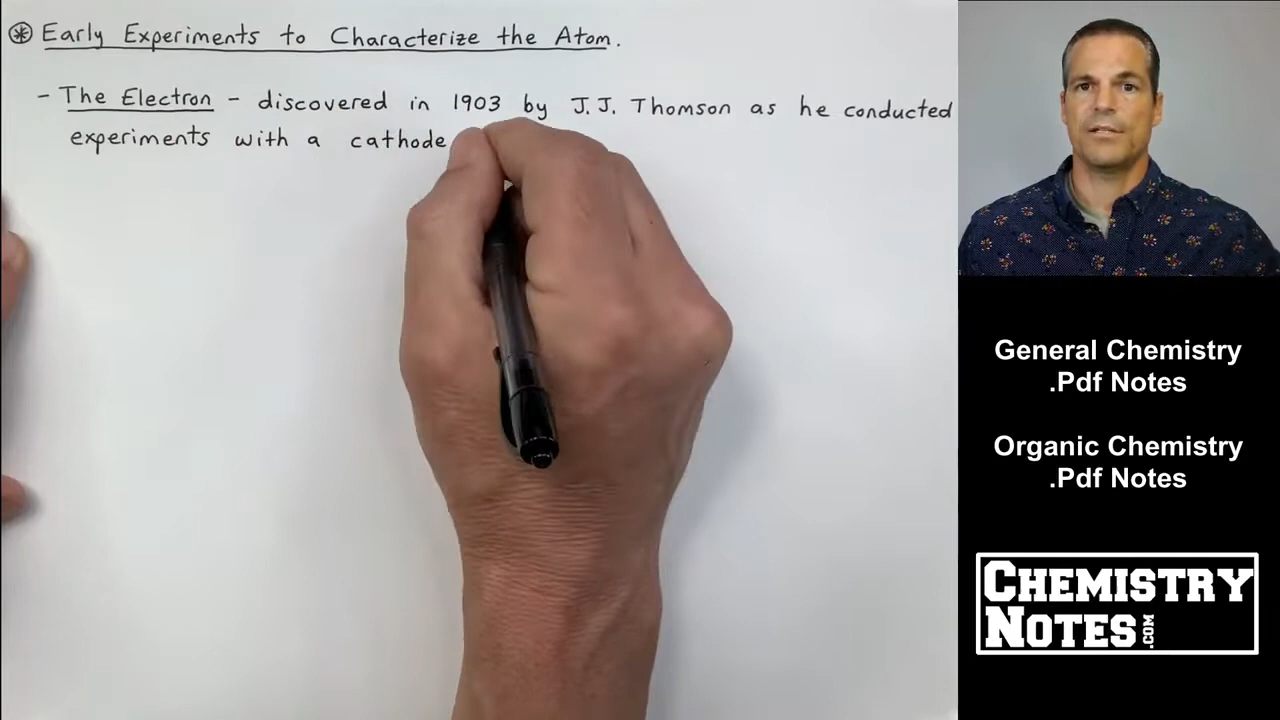 ⊛ Early Experiments to Characterize the Atom.
- The Electron - discovered in 1903 by J.J. Thomson as he conducted
experiments with a cathode
General Chemistry
.Pdf Notes
Organic Chemistry
.Pdf Notes
CHEMISTRY
NOTES.COM